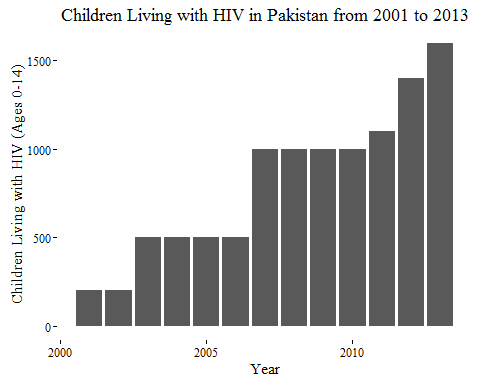 Children Living with HIV in Pakistan from 2001 to 2013
Children Living with HIV (Ages 0-14)
1500
1000
500
0
2000 2005 2010
Year